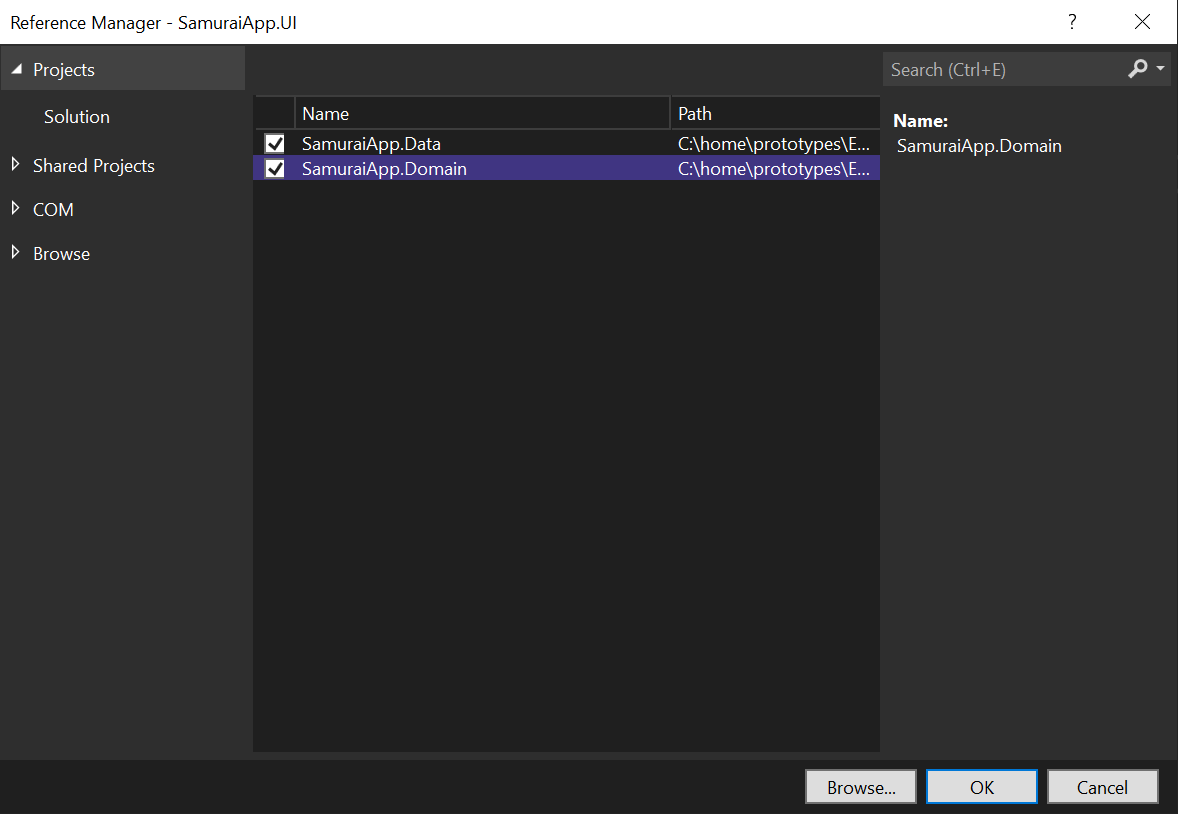 Reference Manager - SamuraiApp.UI
?
Projects
Search (Ctrl+E)
Solution
Shared Projects
COM
Browse
Name Path
SamuraiApp.Data C:\home\prototypes\E...
SamuraiApp.Domain C:\home\prototypes\E...
Name:
SamuraiApp.Domain
Browse... OK Cancel